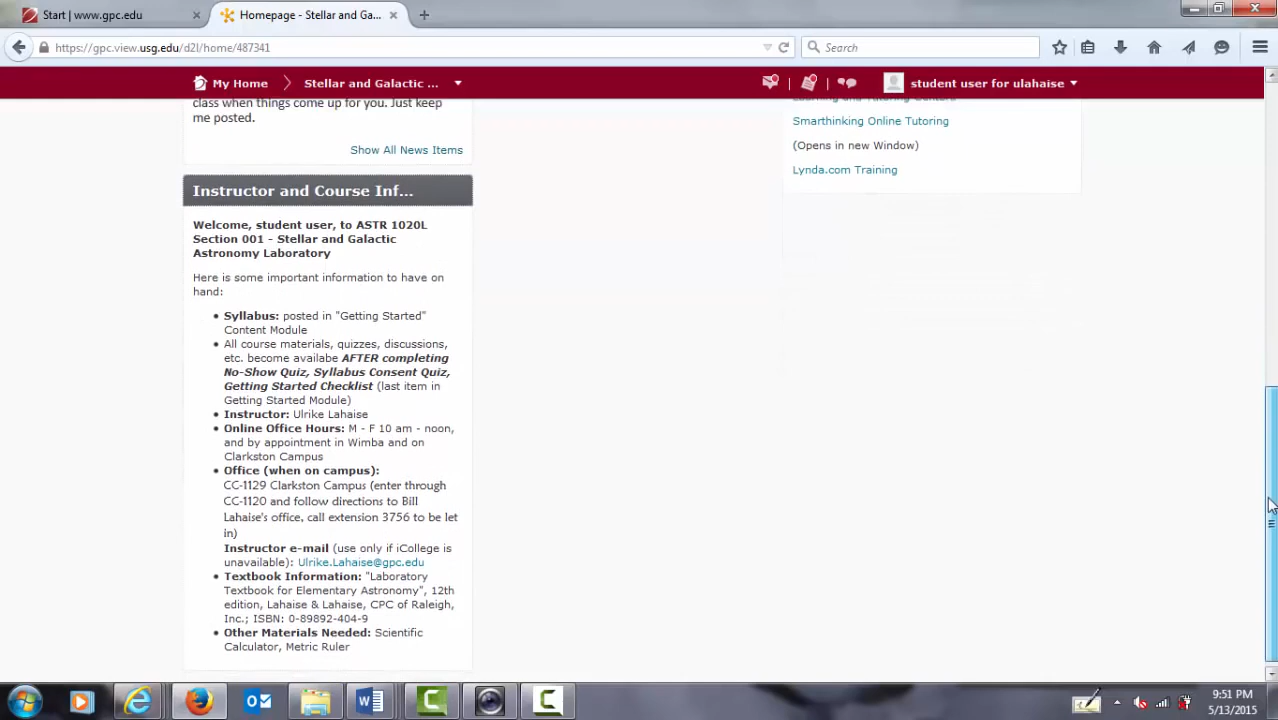 Start | www.gpc.edu
Homepage - Stellar and Ga...
https://gpc.view.usg.edu/d2l/home/487341
Search
My Home
Stellar and Galactic ...
student user for ulahaise
class when things come up for you. Just keep
me posted.
Show All News Items
Learning and Tutoring Centers
Smarthinking Online Tutoring
(Opens in new Window)
Lynda.com Training
Instructor and Course Inf...
Welcome, student user, to ASTR 1020L
Section 001 - Stellar and Galactic
Astronomy Laboratory
Here is some important information to have on
hand:
Syllabus: posted in "Getting Started"
Content Module
All course materials, quizzes, discussions,
etc. become availabe AFTER completing
No-Show Quiz, Syllabus Consent Quiz,
Getting Started Checklist (last item in
Getting Started Module)
Instructor: Ulrike Lahaise
Online Office Hours: M - F 10 am - noon,
and by appointment in Wimba and on
Clarkston Campus
Office (when on campus):
CC-1129 Clarkston Campus (enter through
CC-1120 and follow directions to Bill
Lahaise's office, call extension 3756 to be let
in)
Instructor e-mail (use only if iCollege is
unavailable): Ulrike.Lahaise@gpc.edu
Textbook Information: "Laboratory
Textbook for Elementary Astronomy", 12th
edition, Lahaise & Lahaise, CPC of Raleigh,
Inc.; ISBN: 0-89892-404-9
Other Materials Needed: Scientific
Calculator, Metric Ruler
9:51 PM
5/13/2015